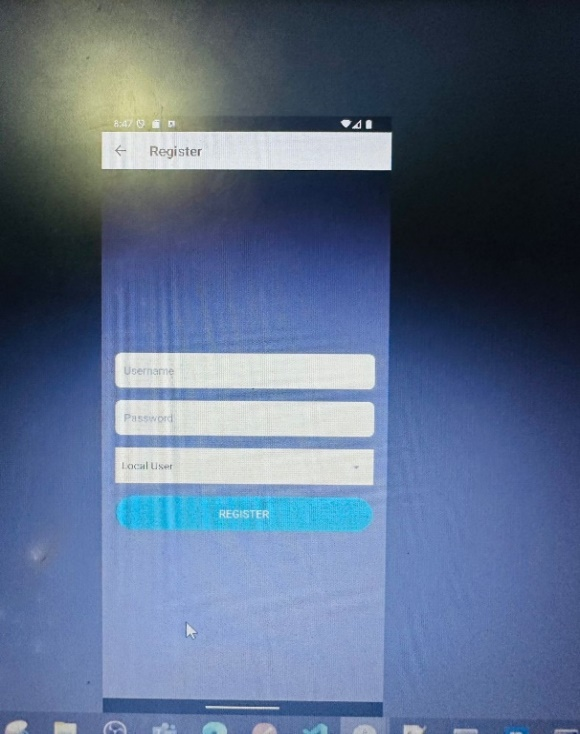 8:47
Register
Username
Password
Local User
REGISTER